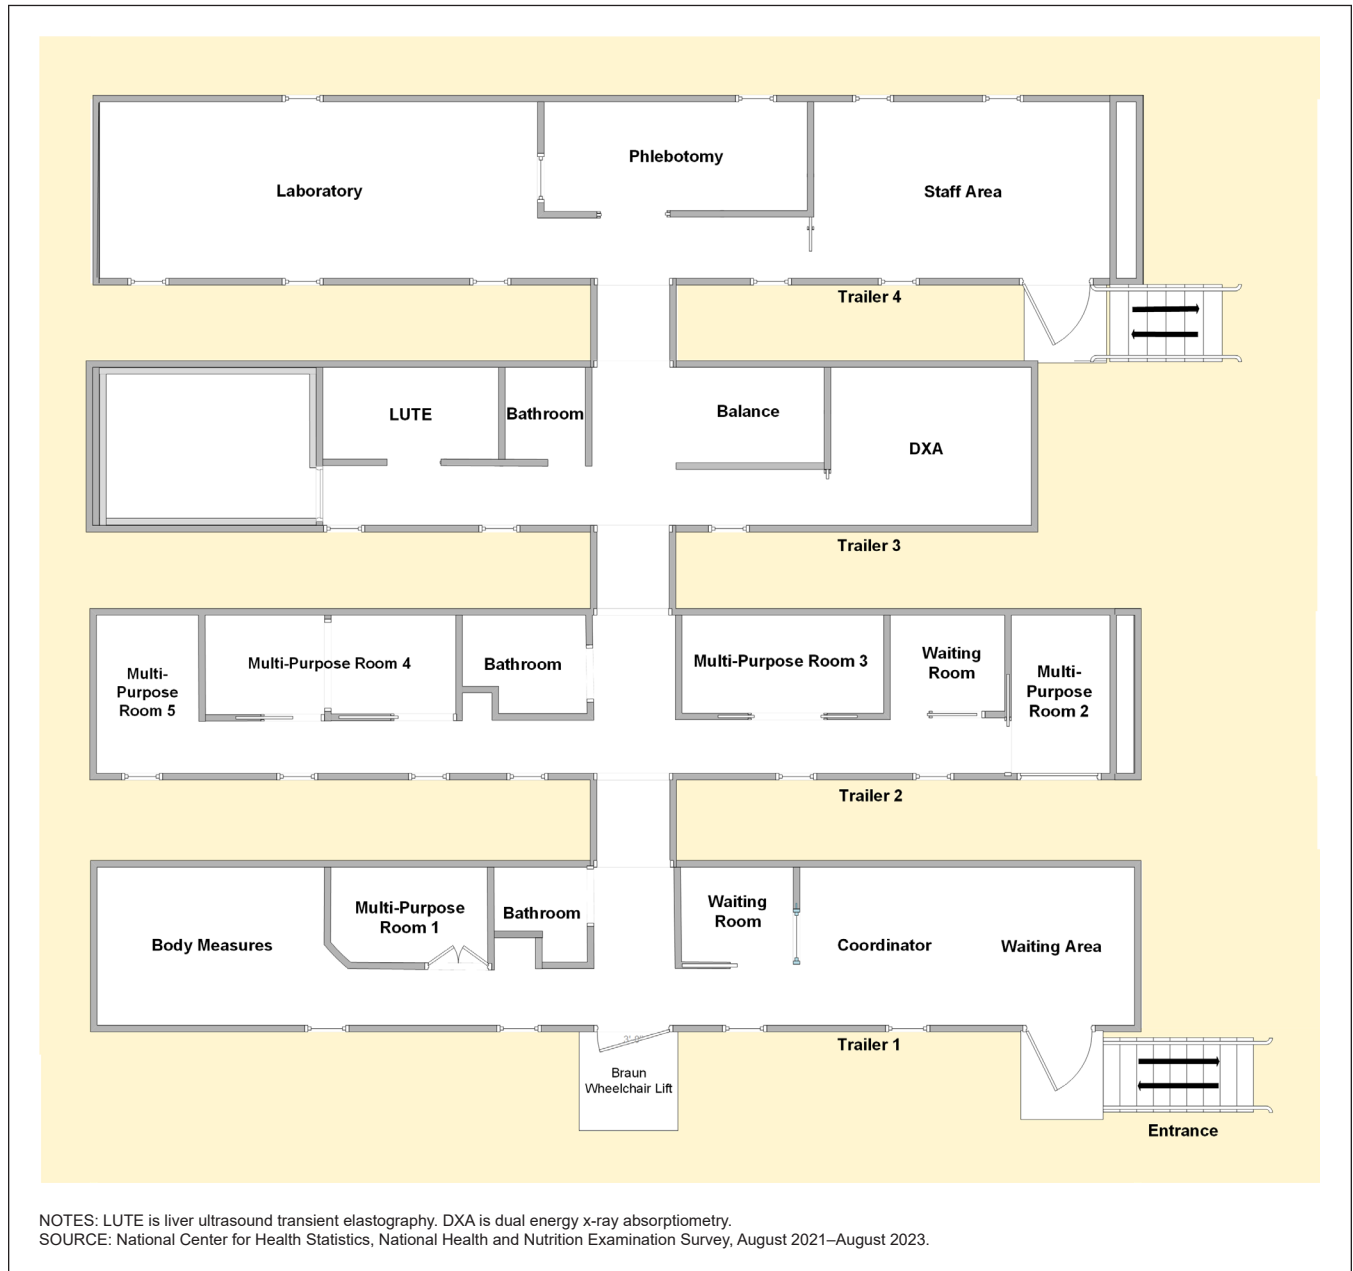 Laboratory
Phlebotomy
Staff Area
Trailer 4
LUTE
Bathroom
Balance
DXA
Trailer 3
Multi-
Purpose
Room 5
Multi-Purpose Room 4
Bathroom
Multi-Purpose Room 3
Waiting
Room
Multi-
Purpose
Room 2
Trailer 2
Body Measures
Multi-Purpose
Room 1
Bathroom
Waiting
Room
Coordinator
Waiting Area
Trailer 1
Braun
Wheelchair Lift
Entrance
NOTES: LUTE is liver ultrasound transient elastography. DXA is dual energy x-ray absorptiometry.
SOURCE: National Center for Health Statistics, National Health and Nutrition Examination Survey, August 2021–August 2023.